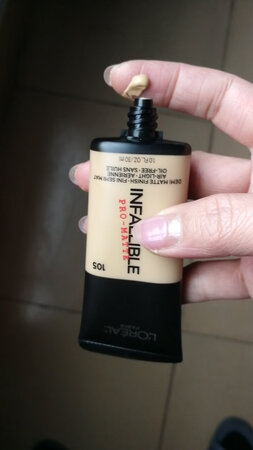 L'ORÉAL
PARIS
105
INFALLIBLE
PRO-MATTE
DEMI-MATTE FINISH-FINI SEMI-MAT
AIR-LIGHT-AÉRIENNE
OIL-FREE-SANS HUILE
1.0 FL.OZ/30 ml